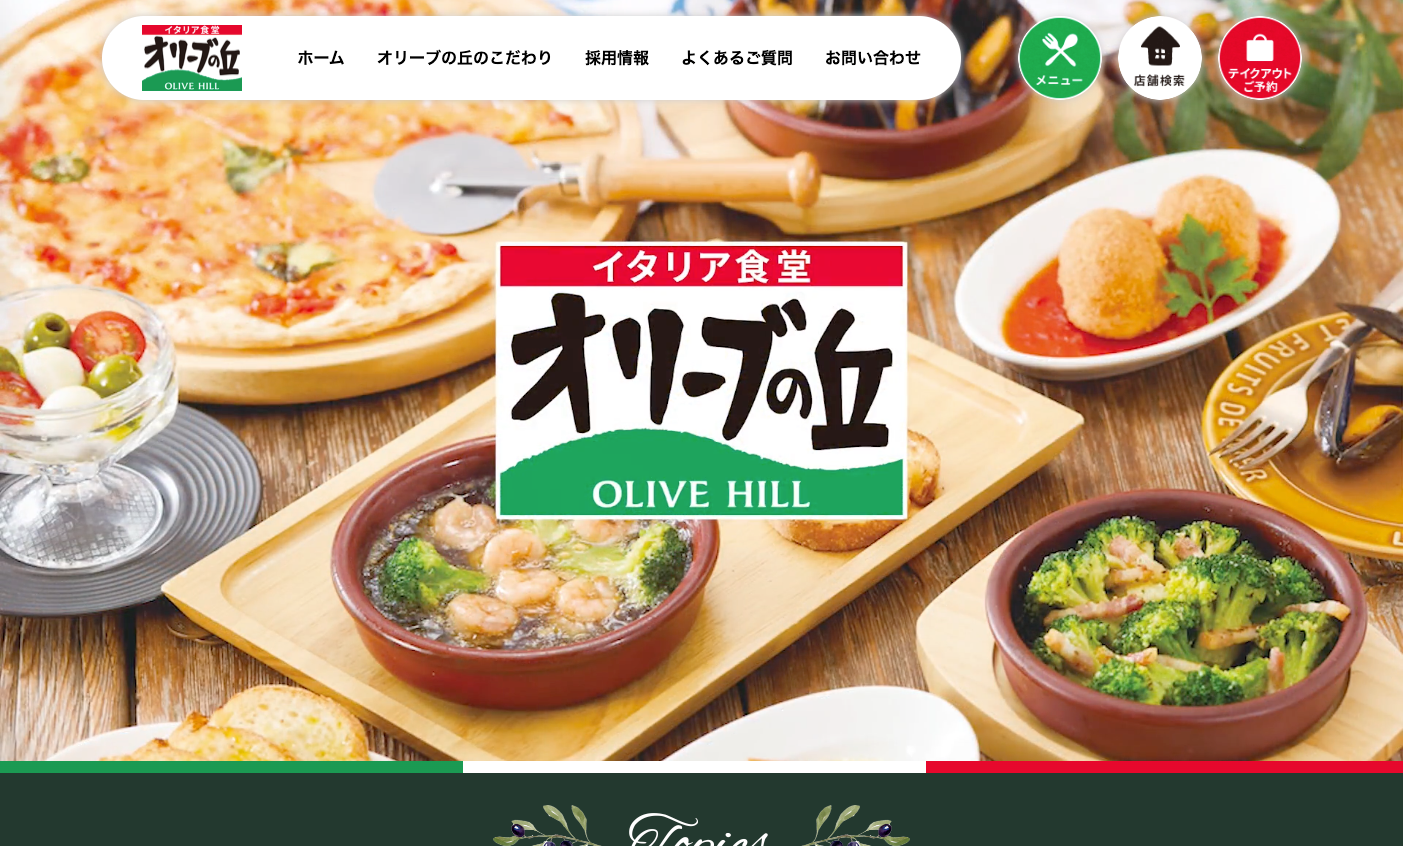 イタリア食堂
オリーブの丘
OLIVE HILL
ホーム
オリーブの丘のこだわり
採用情報
よくあるご質問
お問い合わせ
メニュー
店舗検索
テイクアウト
ご予約
イタリア食堂
オリーブの丘
OLIVE HILL
Topics